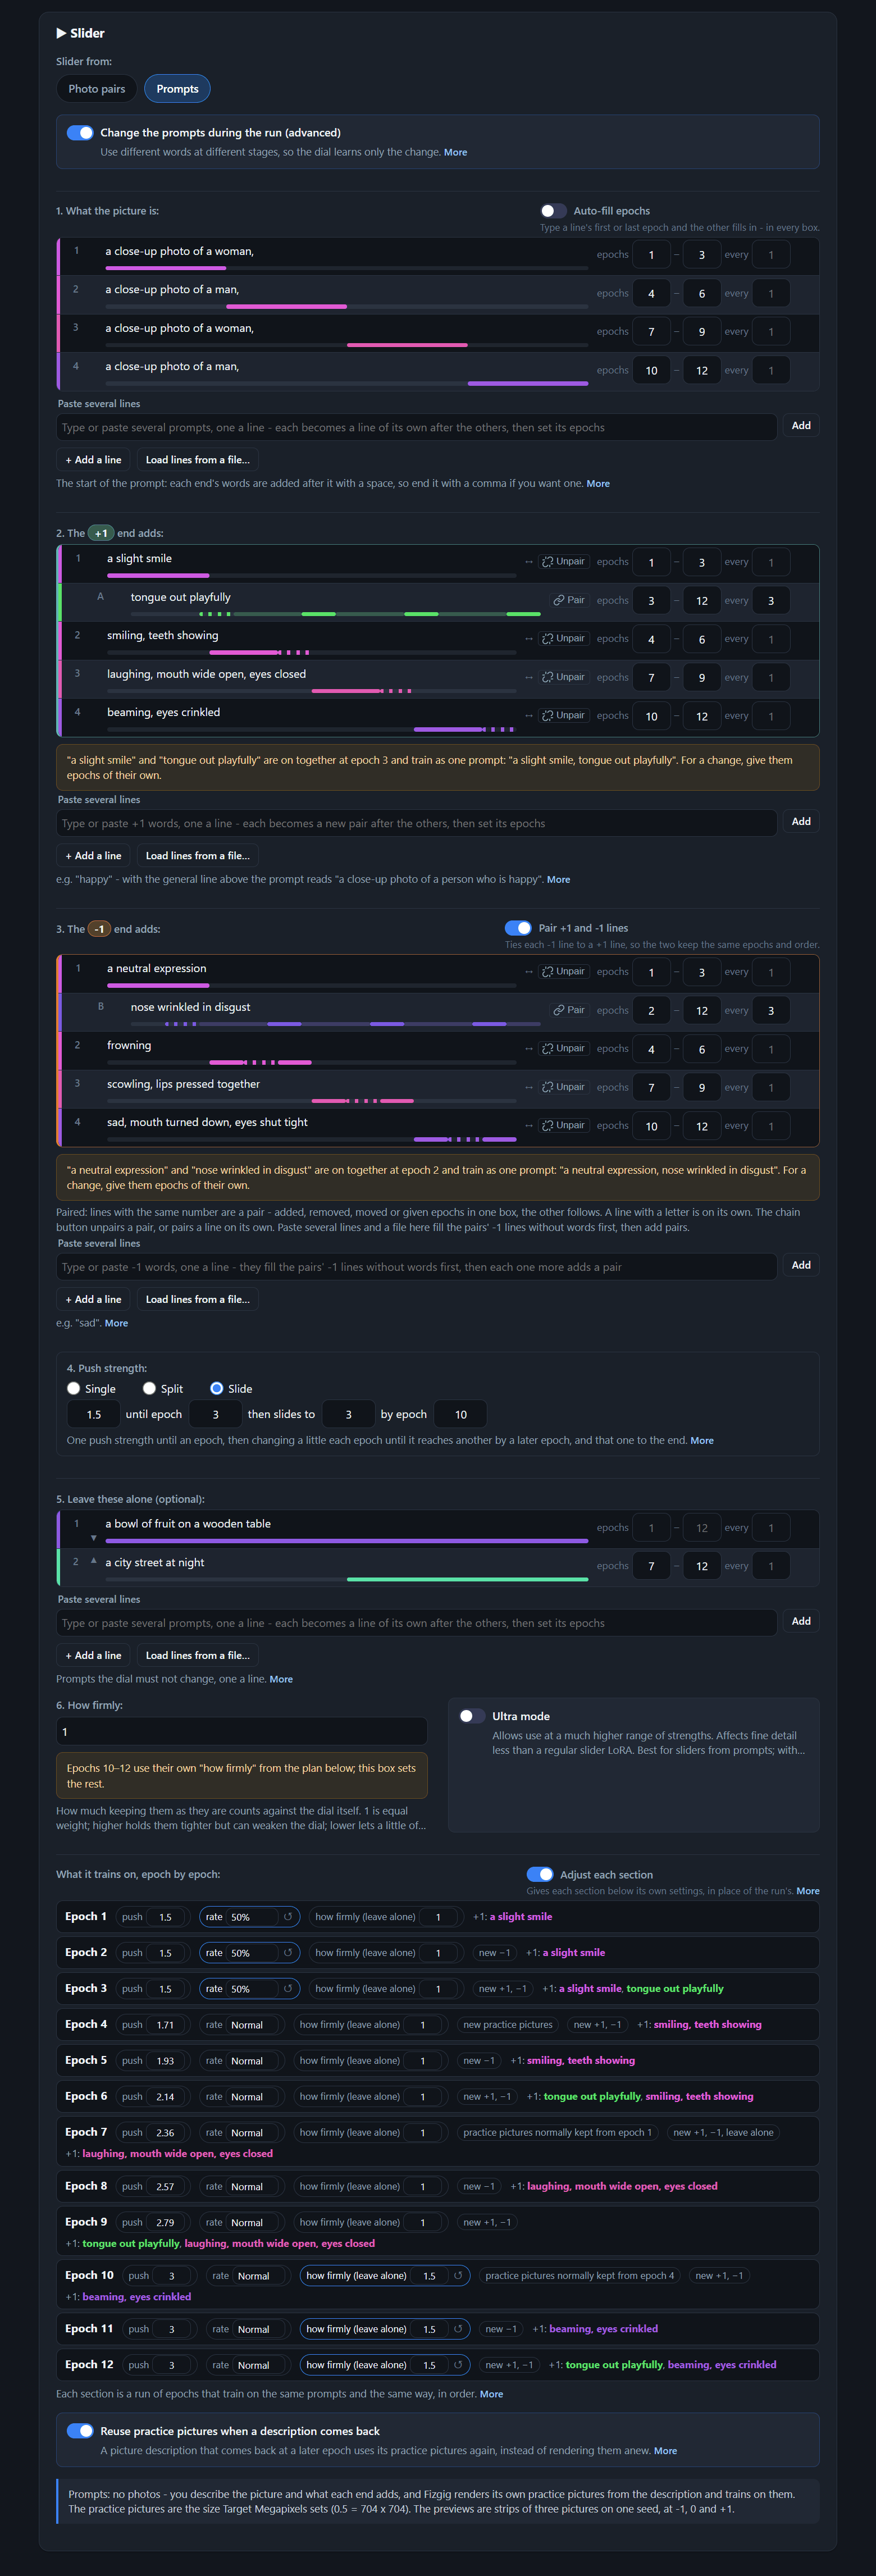 ▶ Slider
Slider from:
Photo pairs
Prompts
Change the prompts during the run (advanced)
Use different words at different stages, so the dial learns only the change. More
1. What the picture is:
Auto-fill epochs
Type a line's first or last epoch and the other fills in - in every box.
1 a close-up photo of a woman, epochs 1 – 3 every 1
2 a close-up photo of a man, epochs 4 – 6 every 1
3 a close-up photo of a woman, epochs 7 – 9 every 1
4 a close-up photo of a man, epochs 10 – 12 every 1
Paste several lines
Type or paste several prompts, one a line - each becomes a line of its own after the others, then set its epochs
Add
+ Add a line
Load lines from a file...
The start of the prompt: each end's words are added after it with a space, so end it with a comma if you want one. More
2. The +1 end adds:
1 a slight smile ↔ Unpair epochs 1 – 3 every 1
A tongue out playfully Pair epochs 3 – 12 every 3
2 smiling, teeth showing ↔ Unpair epochs 4 – 6 every 1
3 laughing, mouth wide open, eyes closed ↔ Unpair epochs 7 – 9 every 1
4 beaming, eyes crinkled ↔ Unpair epochs 10 – 12 every 1
"a slight smile" and "tongue out playfully" are on together at epoch 3 and train as one prompt: "a slight smile, tongue out playfully". For a change, give them
epochs of their own.
Paste several lines
Type or paste +1 words, one a line - each becomes a new pair after the others, then set its epochs
Add
+ Add a line
Load lines from a file...
e.g. "happy" - with the general line above the prompt reads "a close-up photo of a person who is happy". More
3. The -1 end adds:
Pair +1 and -1 lines
Ties each -1 line to a +1 line, so the two keep the same epochs and order.
1 a neutral expression ↔ Unpair epochs 1 – 3 every 1
B nose wrinkled in disgust Pair epochs 2 – 12 every 3
2 frowning ↔ Unpair epochs 4 – 6 every 1
3 scowling, lips pressed together ↔ Unpair epochs 7 – 9 every 1
4 sad, mouth turned down, eyes shut tight ↔ Unpair epochs 10 – 12 every 1
"a neutral expression" and "nose wrinkled in disgust" are on together at epoch 2 and train as one prompt: "a neutral expression, nose wrinkled in disgust". For a
change, give them epochs of their own.
Paired: lines with the same number are a pair - added, removed, moved or given epochs in one box, the other follows. A line with a letter is on its own. The chain
button unpairs a pair, or pairs a line on its own. Paste several lines and a file here fill the pairs' -1 lines without words first, then add pairs.
Paste several lines
Type or paste -1 words, one a line - they fill the pairs' -1 lines without words first, then each one more adds a pair
Add
+ Add a line
Load lines from a file...
e.g. "sad". More
4. Push strength:
Single Split Slide
1.5 until epoch 3 then slides to 3 by epoch 10
One push strength until an epoch, then changing a little each epoch until it reaches another by a later epoch, and that one to the end. More
5. Leave these alone (optional):
1 ▼ a bowl of fruit on a wooden table epochs 1 – 12 every 1
2 ▲ a city street at night epochs 7 – 12 every 1
Paste several lines
Type or paste several prompts, one a line - each becomes a line of its own after the others, then set its epochs
Add
+ Add a line
Load lines from a file...
Prompts the dial must not change, one a line. More
6. How firmly:
1
Epochs 10–12 use their own "how firmly" from the plan below; this box sets
the rest.
How much keeping them as they are counts against the dial itself. 1 is equal
weight; higher holds them tighter but can weaken the dial; lower lets a little of...
Ultra mode
Allows use at a much higher range of strengths. Affects fine detail
less than a regular slider LoRA. Best for sliders from prompts; with...
What it trains on, epoch by epoch:
Adjust each section
Gives each section below its own settings, in place of the run's. More
Epoch 1 push 1.5 rate 50% ↺ how firmly (leave alone) 1 +1: a slight smile
Epoch 2 push 1.5 rate 50% ↺ how firmly (leave alone) 1 new −1 +1: a slight smile
Epoch 3 push 1.5 rate 50% ↺ how firmly (leave alone) 1 new +1, −1 +1: a slight smile, tongue out playfully
Epoch 4 push 1.71 rate Normal how firmly (leave alone) 1 new practice pictures new +1, −1 +1: smiling, teeth showing
Epoch 5 push 1.93 rate Normal how firmly (leave alone) 1 new −1 +1: smiling, teeth showing
Epoch 6 push 2.14 rate Normal how firmly (leave alone) 1 new +1, −1 +1: tongue out playfully, smiling, teeth showing
Epoch 7 push 2.36 rate Normal how firmly (leave alone) 1 practice pictures normally kept from epoch 1 new +1, −1, leave alone
+1: laughing, mouth wide open, eyes closed
Epoch 8 push 2.57 rate Normal how firmly (leave alone) 1 new −1 +1: laughing, mouth wide open, eyes closed
Epoch 9 push 2.79 rate Normal how firmly (leave alone) 1 new +1, −1
+1: tongue out playfully, laughing, mouth wide open, eyes closed
Epoch 10 push 3 rate Normal how firmly (leave alone) 1.5 ↺ practice pictures normally kept from epoch 4 new +1, −1
+1: beaming, eyes crinkled
Epoch 11 push 3 rate Normal how firmly (leave alone) 1.5 ↺ new −1 +1: beaming, eyes crinkled
Epoch 12 push 3 rate Normal how firmly (leave alone) 1.5 ↺ new +1, −1 +1: tongue out playfully, beaming, eyes crinkled
Each section is a run of epochs that train on the same prompts and the same way, in order. More
Reuse practice pictures when a description comes back
A picture description that comes back at a later epoch uses its practice pictures again, instead of rendering them anew. More
Prompts: no photos - you describe the picture and what each end adds, and Fizgig renders its own practice pictures from the description and trains on them.
The practice pictures are the size Target Megapixels sets (0.5 = 704 x 704). The previews are strips of three pictures on one seed, at -1, 0 and +1.